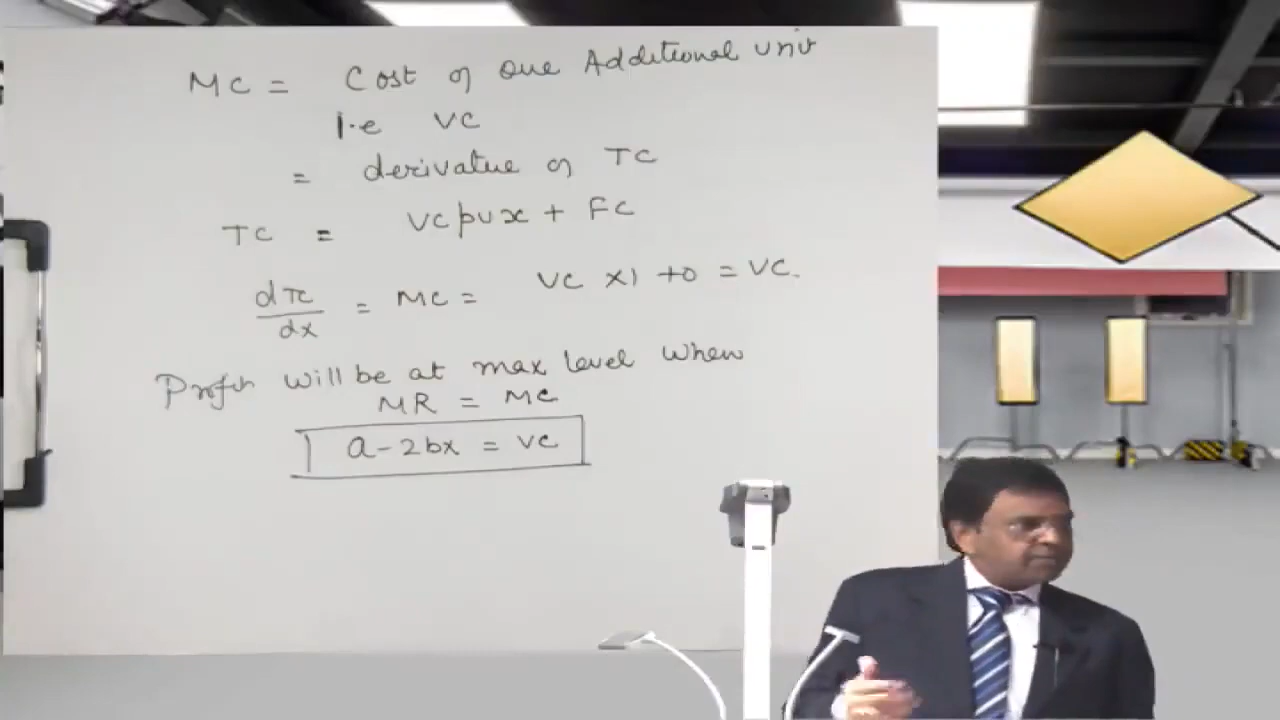 MC = Cost of one Additional unit
i.e VC
= derivative of TC
TC = VC pu x + FC
dTC/dx = MC = VC x1 + 0 = VC.
Profit will be at max level when
MR = MC
a - 2bx = VC